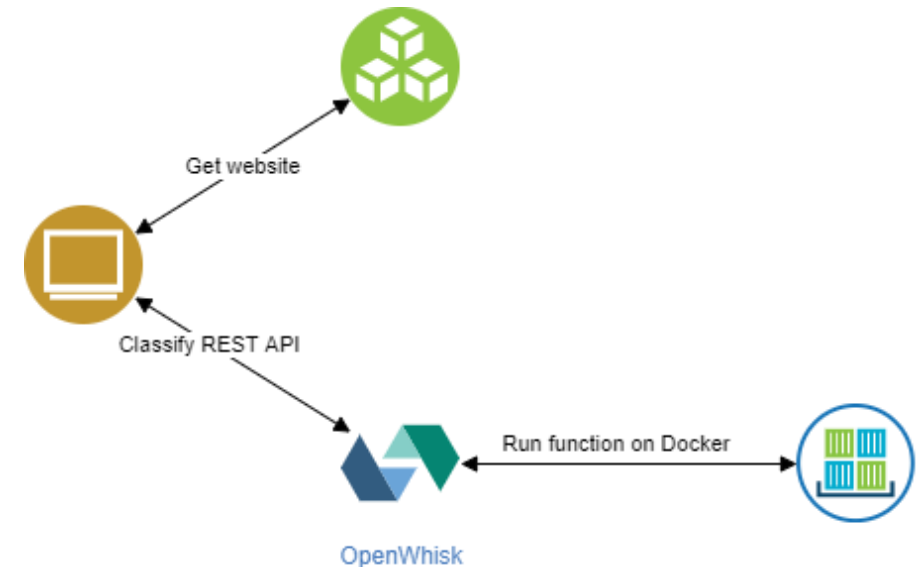 Get website
Classify REST API
Run function on Docker
OpenWhisk